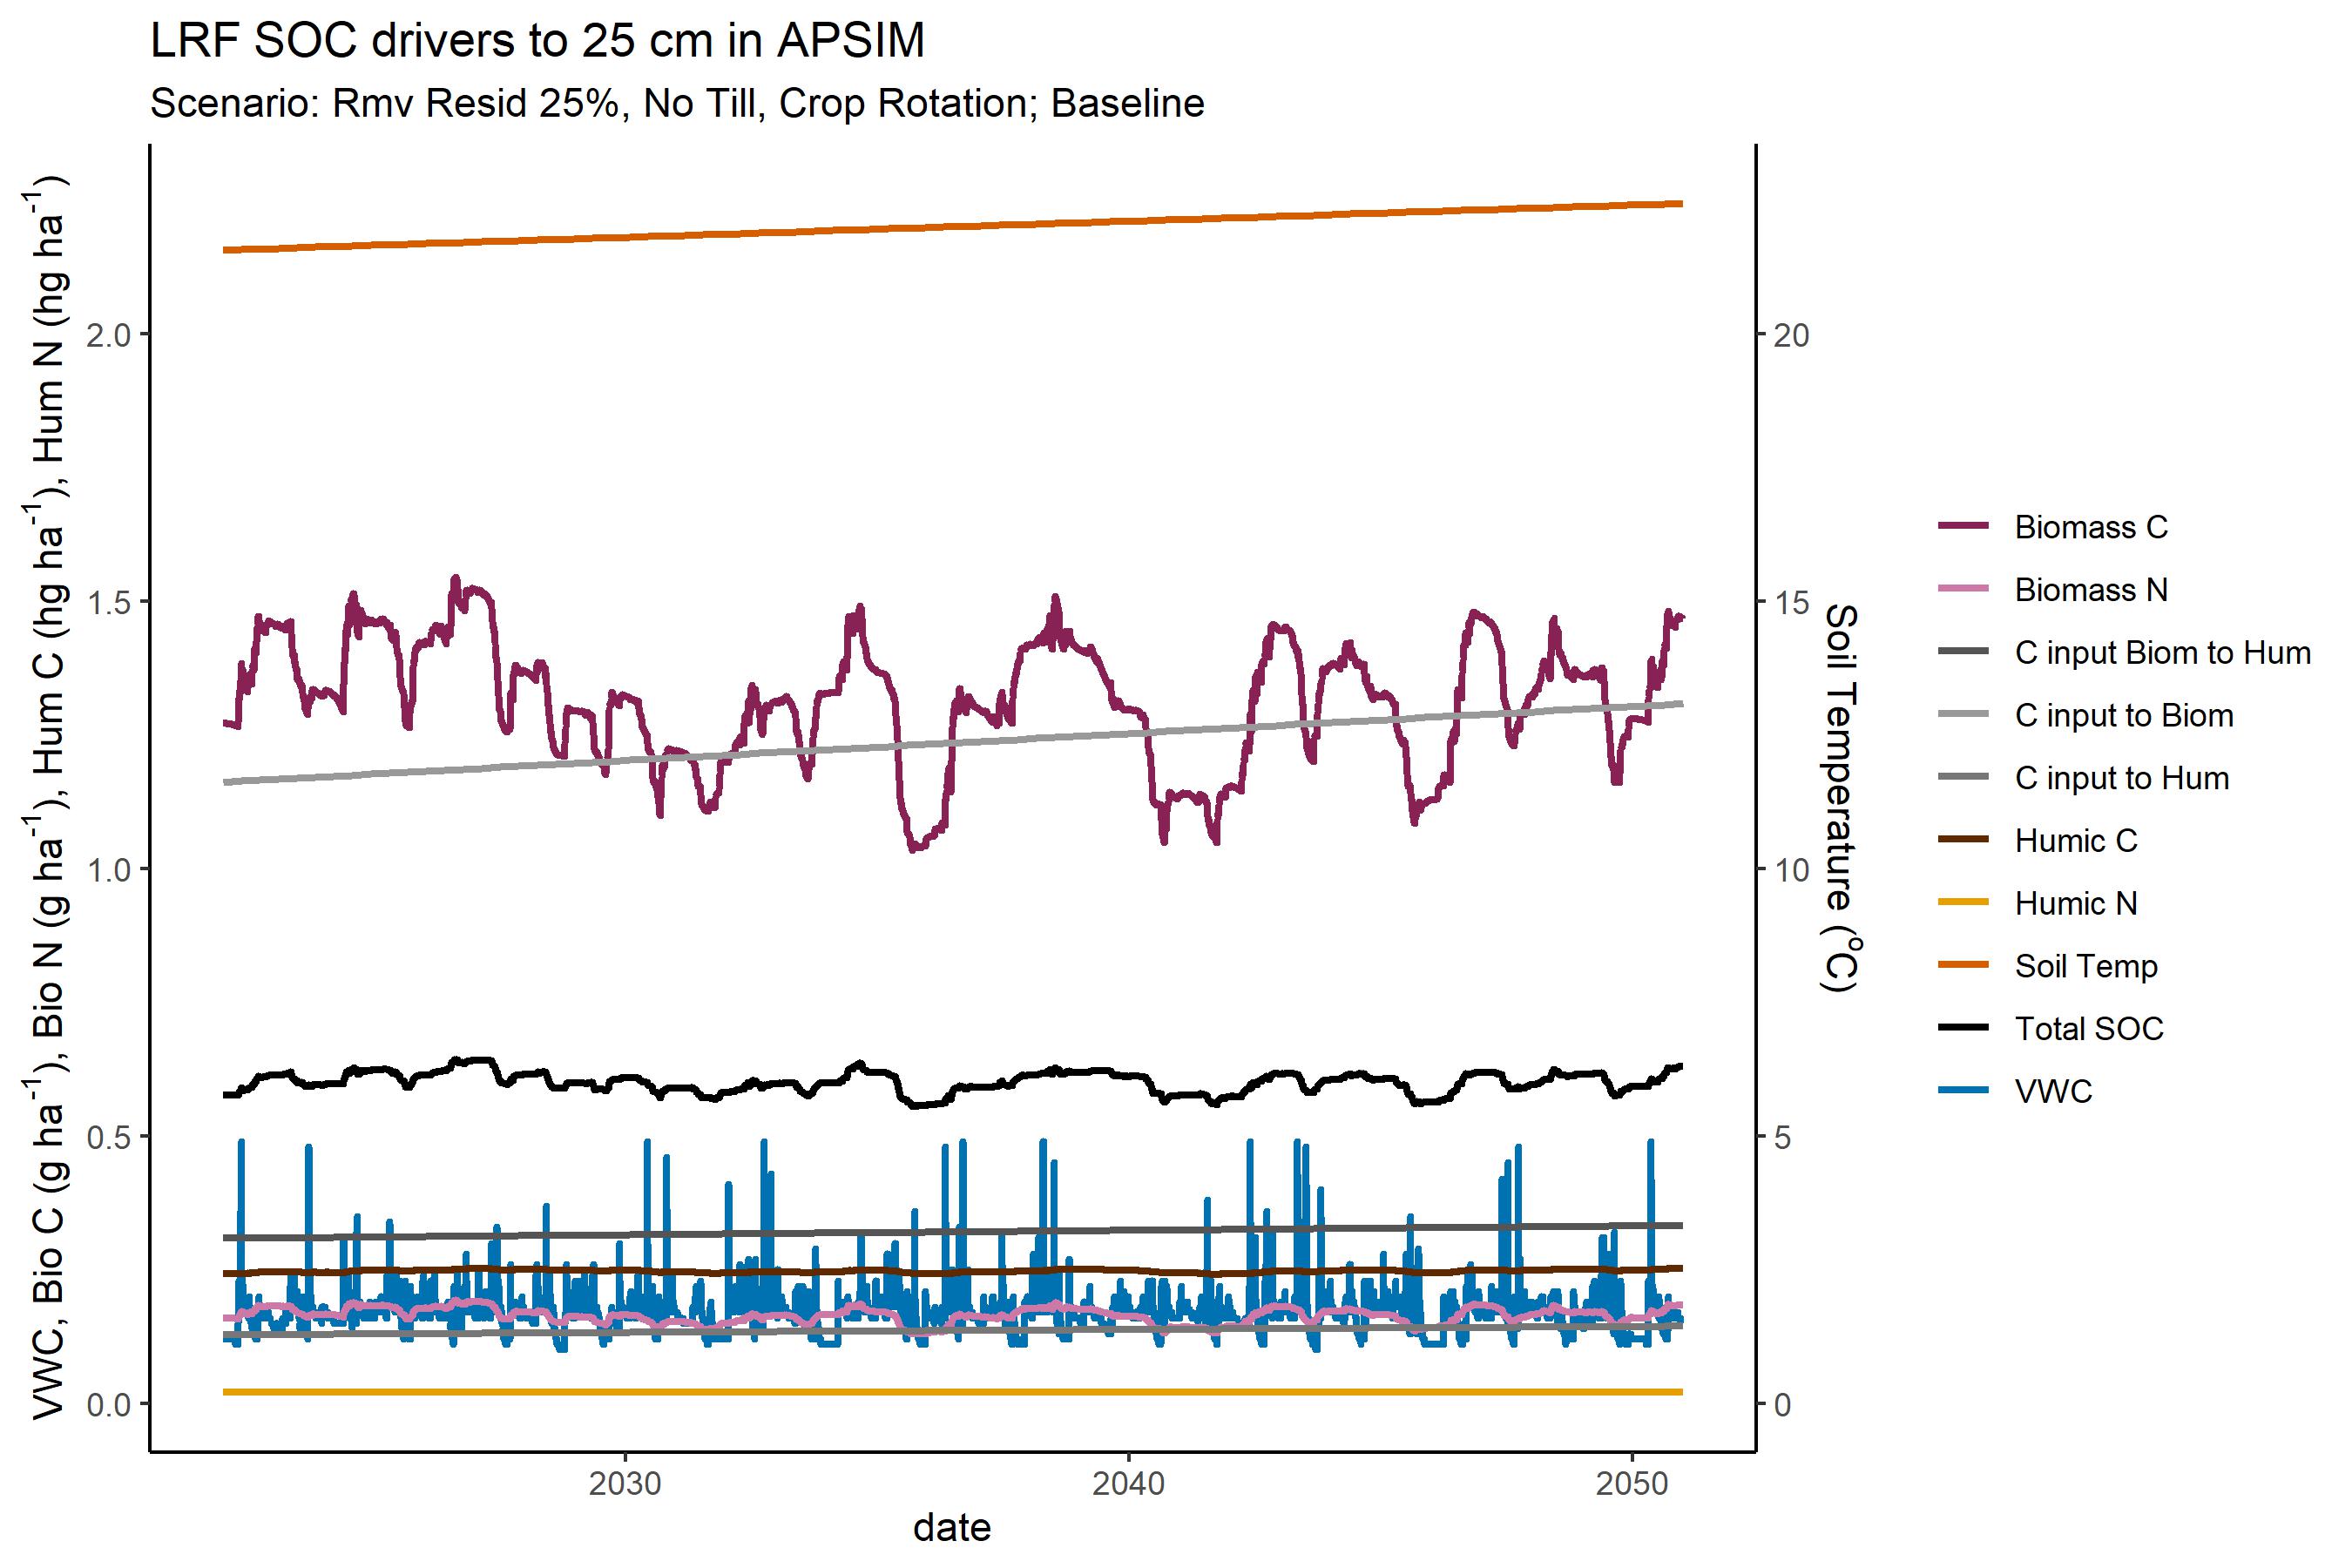 LRF SOC drivers to 25 cm in APSIM
Scenario: Rmv Resid 25%, No Till, Crop Rotation; Baseline
VWC, Bio C (g ha⁻¹), Bio N (g ha⁻¹), Hum C (hg ha⁻¹), Hum N (hg ha⁻¹)
2.0
1.5
1.0
0.5
0.0
20
15
10
5
0
Soil Temperature (°C)
2030
2040
2050
date
Biomass C
Biomass N
C input Biom to Hum
C input to Biom
C input to Hum
Humic C
Humic N
Soil Temp
Total SOC
VWC